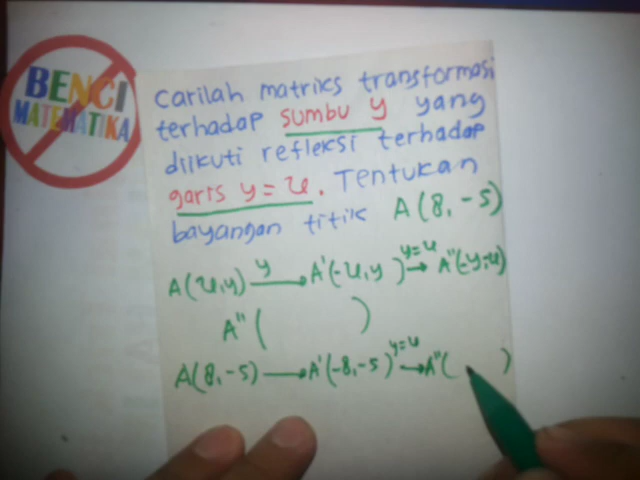 BENCI
MATEMATIKA
Carilah matriks transformasi
terhadap sumbu y yang
diikuti refleksi terhadap
garis y = x. Tentukan
bayangan titik A(8, -5)
A(x, y) y → A'(-x, y) y=x → A"(-y, x)
A" ( )
A(8, -5) → A'(-8, -5) y=x → A"( )